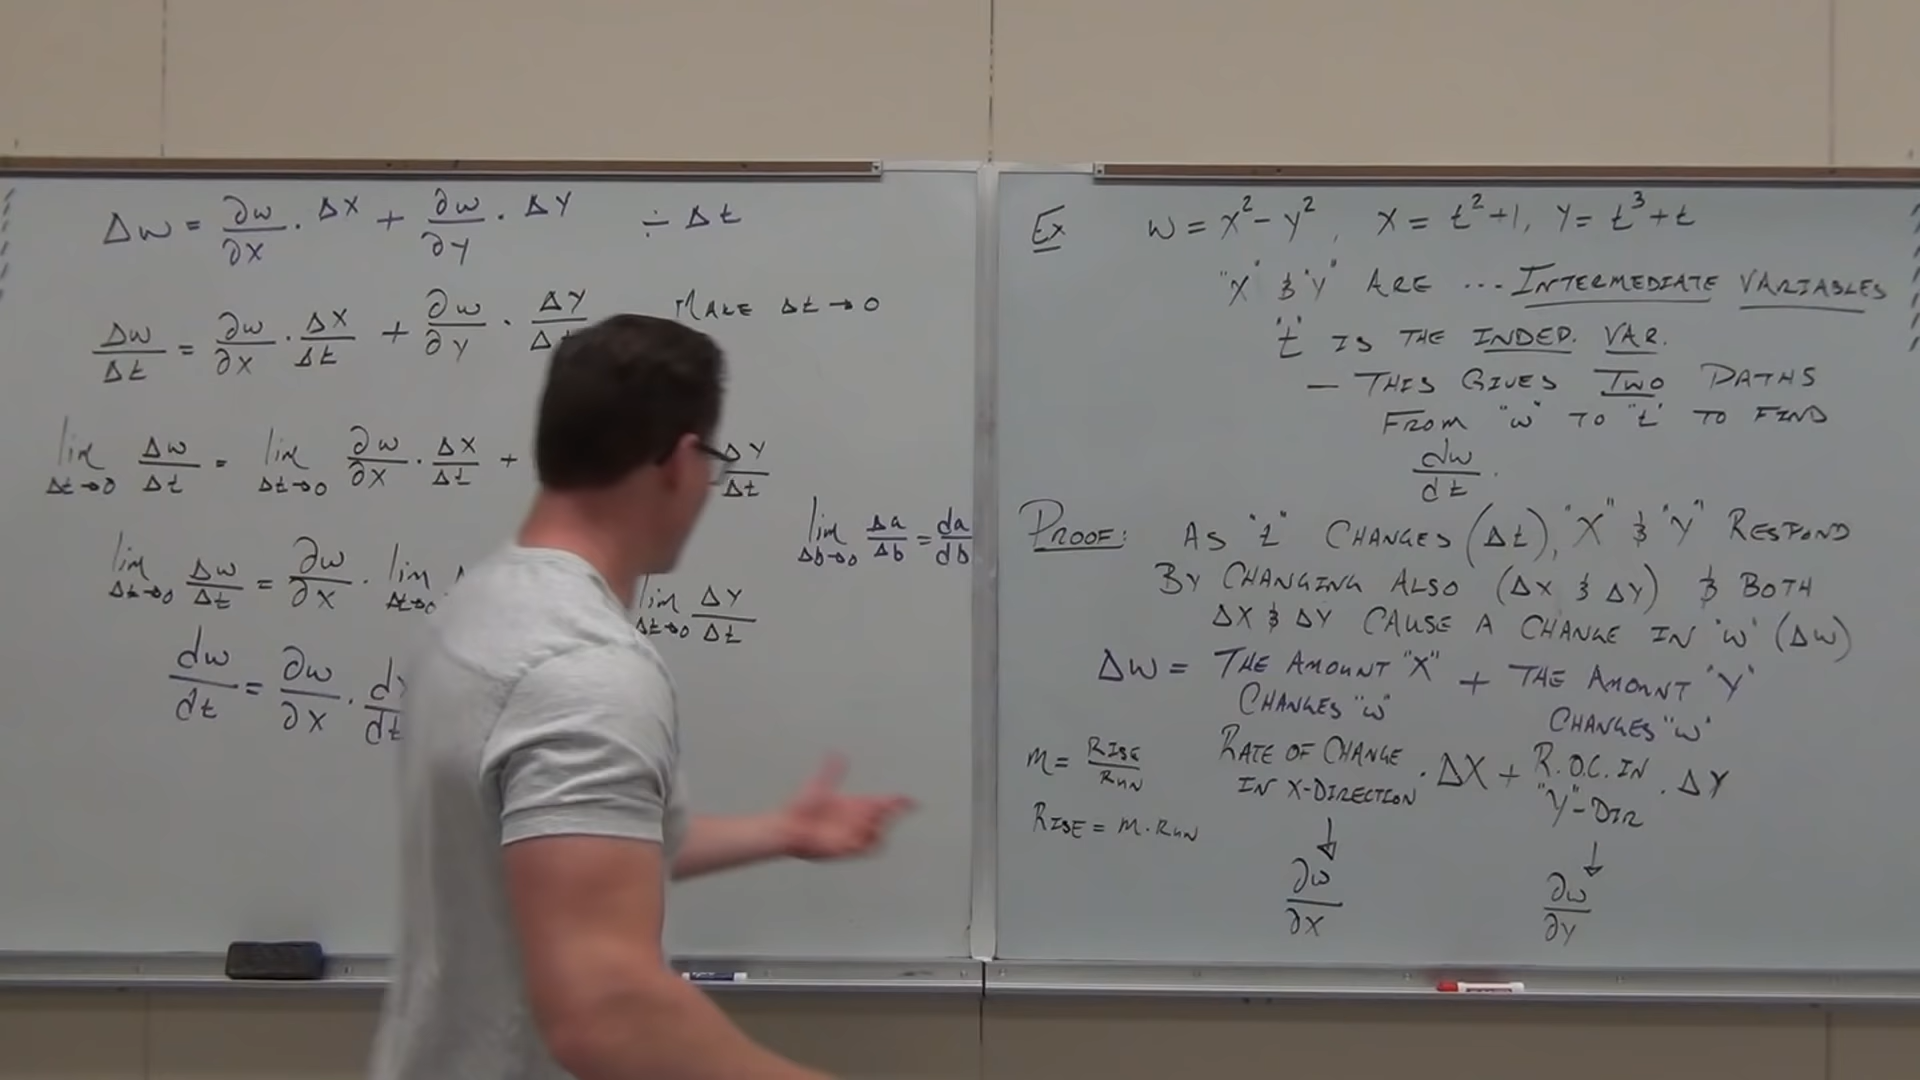 Δw = ∂w/∂x · Δx + ∂w/∂y · Δy ÷ Δt
Δw/Δt = ∂w/∂x · Δx/Δt + ∂w/∂y · Δy/Δ MAKE Δt→0
lim Δt→0 Δw/Δt = lim Δt→0 ∂w/∂x · Δx/Δt + Δy/Δt
lim Δb→0 Δa/Δb = da/db
lim Δt→0 Δw/Δt = ∂w/∂x · lim Δt→0 lim Δt→0 Δy/Δt
dw/dt = ∂w/∂x · d/dt
Ex w = x² - y², x = t² + 1, y = t³ + t
"X" & "Y" ARE ... INTERMEDIATE VARIABLES
"t" IS THE INDEP. VAR.
— THIS GIVES TWO PATHS
FROM "w" TO "t" TO FIND
dw/dt.
PROOF: AS "t" CHANGES (Δt), "X" & "Y" RESPOND
BY CHANGING ALSO (Δx & Δy) & BOTH
Δx & Δy CAUSE A CHANGE IN "w" (Δw)
Δw = THE AMOUNT "X" + THE AMOUNT "Y"
CHANGES "w" CHANGES "w"
m = RISE/RUN RATE OF CHANGE IN X-DIRECTION · Δx + R.O.C. IN "Y"-DIR · Δy
RISE = m · RUN
∂w/∂x ∂w/∂y